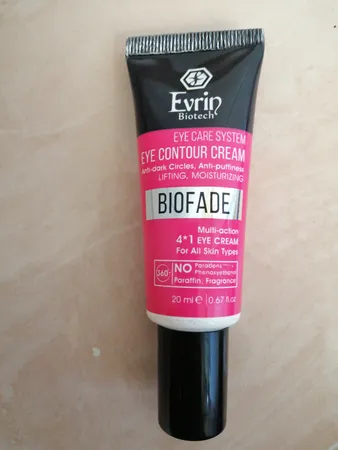 Evrin
Biotech
EYE CARE SYSTEM
EYE CONTOUR CREAM
Anti-dark Circles, Anti-puffiness
LIFTING, MOISTURIZING
BIOFADE
Multi-action
4*1 EYE CREAM
For All Skin Types
360°
NO Parabens
Phenoxyethanol
Paraffin, Fragrance
20 ml ℮ 0.67 fl.oz